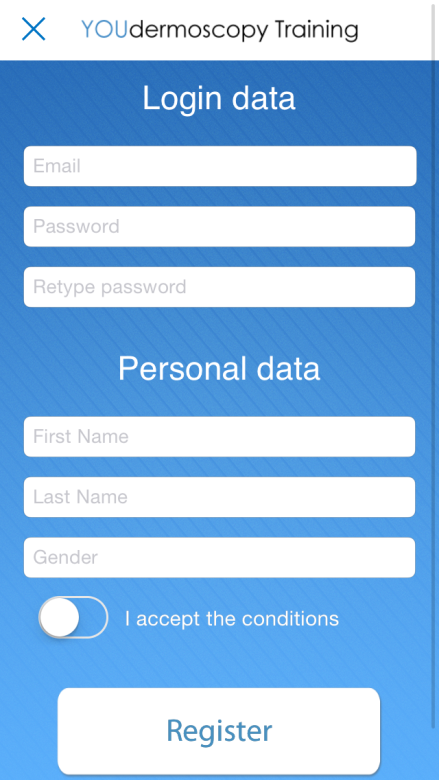 YOUdermoscopy Training
Login data
Email
Password
Retype password
Personal data
First Name
Last Name
Gender
I accept the conditions
Register